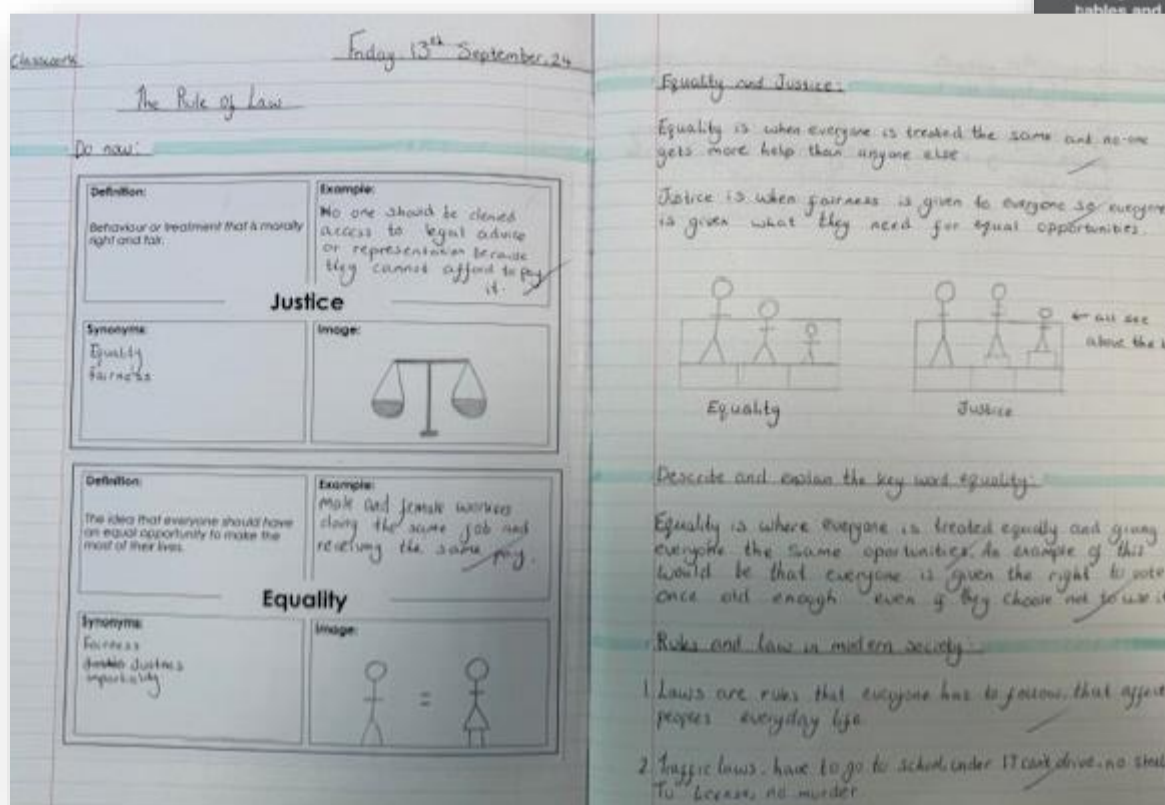 tables and
Classwork
Friday 13th September, 24
The Rule of Law
Do now:
Definition:
Behaviour or treatment that is morally
right and fair.
Example:
No one should be denied
access to legal advice
or representation because
they cannot afford to pay
it.
Justice
Synonyms:
Equality
Fairness
Image:
Definition:
The idea that everyone should have
an equal opportunity to make the
most of their lives.
Example:
male and female workers
doing the same job and
receiving the same pay.
Equality
Synonyms:
Fairness
Justness
impartiality
Image:
=
Equality and Justice:
Equality is when everyone is treated the same and no-one
gets more help than anyone else
Justice is when fairness is given to everyone so everyone
is given what they need for equal opportunities.
← all see
above the
Equality
Justice
Describe and explain the key word equality:
Equality is where everyone is treated equally and giving
everyone the same oportunities. An example of this
would be that everyone is given the right to vote
once old enough even if they choose not to use it
Rules and law in modern society:
1. Laws are rules that everyone has to follow, that affect
peoples everyday life
2. Traffic laws, have to go to school, under 17 can't drive, no
TV license, no murder